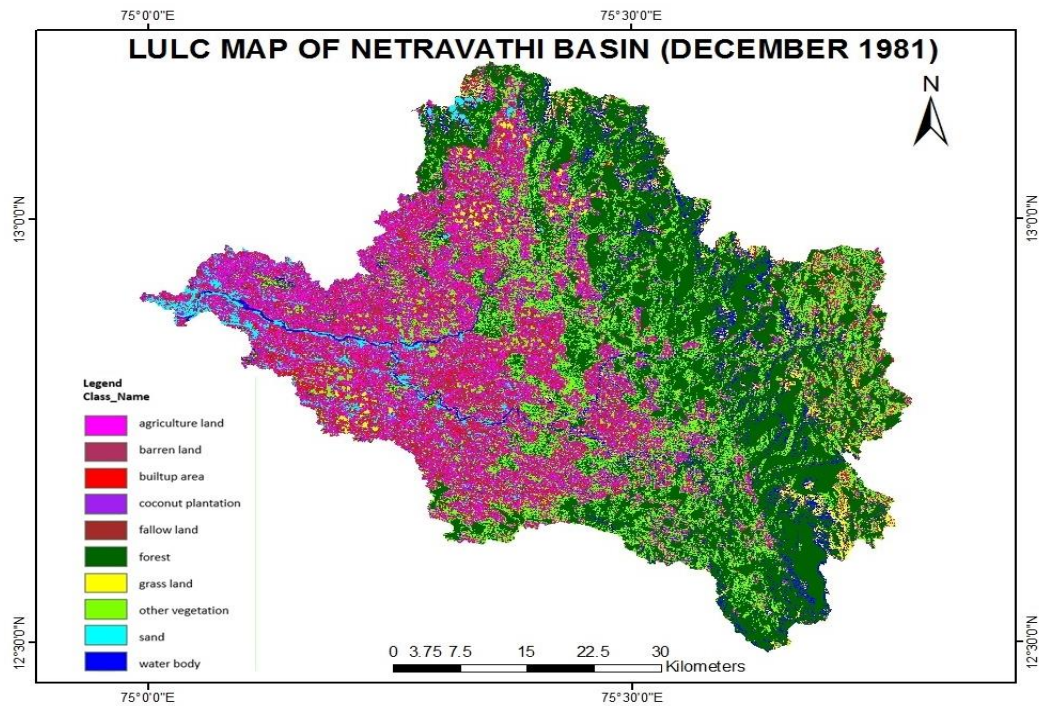 75°0'0"E
75°30'0"E
LULC MAP OF NETRAVATHI BASIN (DECEMBER 1981)
N
13°0'0"N
13°0'0"N
Legend
Class_Name
agriculture land
barren land
builtup area
coconut plantation
fallow land
forest
grass land
other vegetation
sand
water body
0 3.75 7.5 15 22.5 30
Kilometers
12°30'0"N
12°30'0"N
75°0'0"E
75°30'0"E